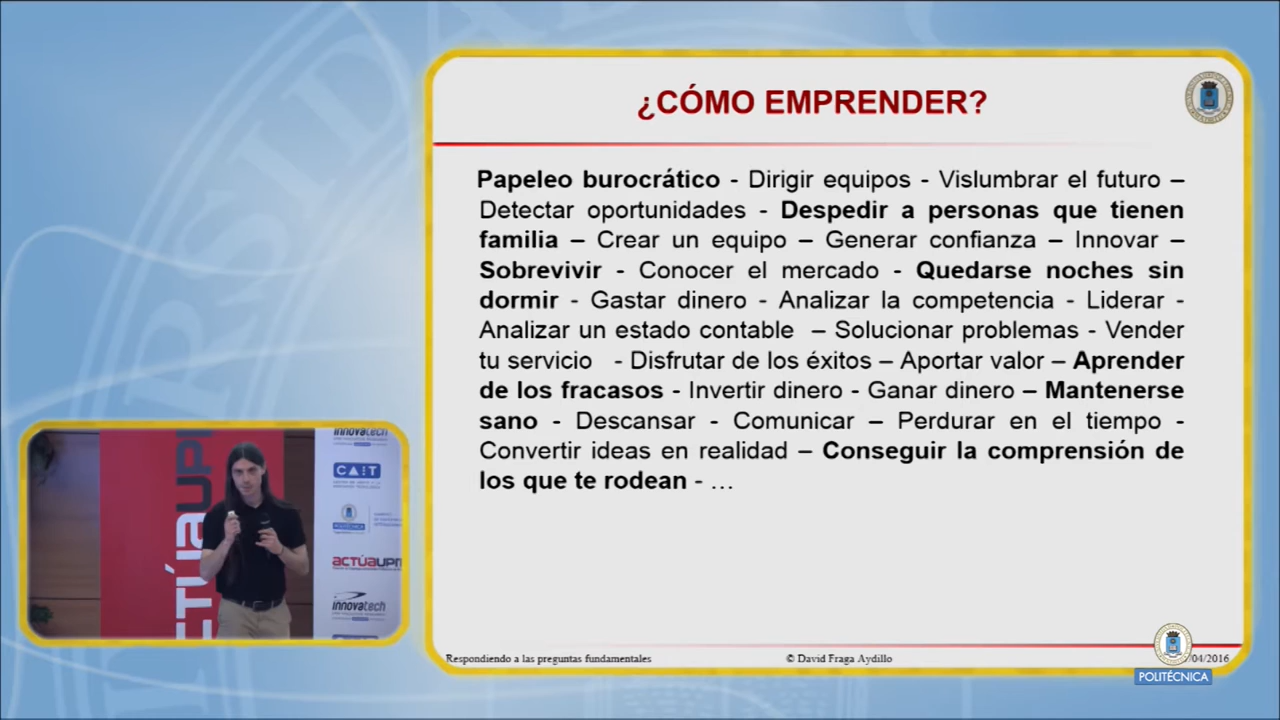 ¿CÓMO EMPRENDER?
Papeleo burocrático - Dirigir equipos - Vislumbrar el futuro –
Detectar oportunidades - Despedir a personas que tienen
familia – Crear un equipo – Generar confianza – Innovar –
Sobrevivir - Conocer el mercado - Quedarse noches sin
dormir - Gastar dinero - Analizar la competencia - Liderar -
Analizar un estado contable – Solucionar problemas - Vender
tu servicio - Disfrutar de los éxitos – Aportar valor – Aprender
de los fracasos - Invertir dinero - Ganar dinero – Mantenerse
sano - Descansar - Comunicar – Perdurar en el tiempo -
Convertir ideas en realidad – Conseguir la comprensión de
los que te rodean - ...
Respondiendo a las preguntas fundamentales
© David Fraga Aydillo
/04/2016
POLITÉCNICA
CTÚAUPM
innovatech
CAIT
POLITÉCNICA
ACTÚAUPM
innovatech